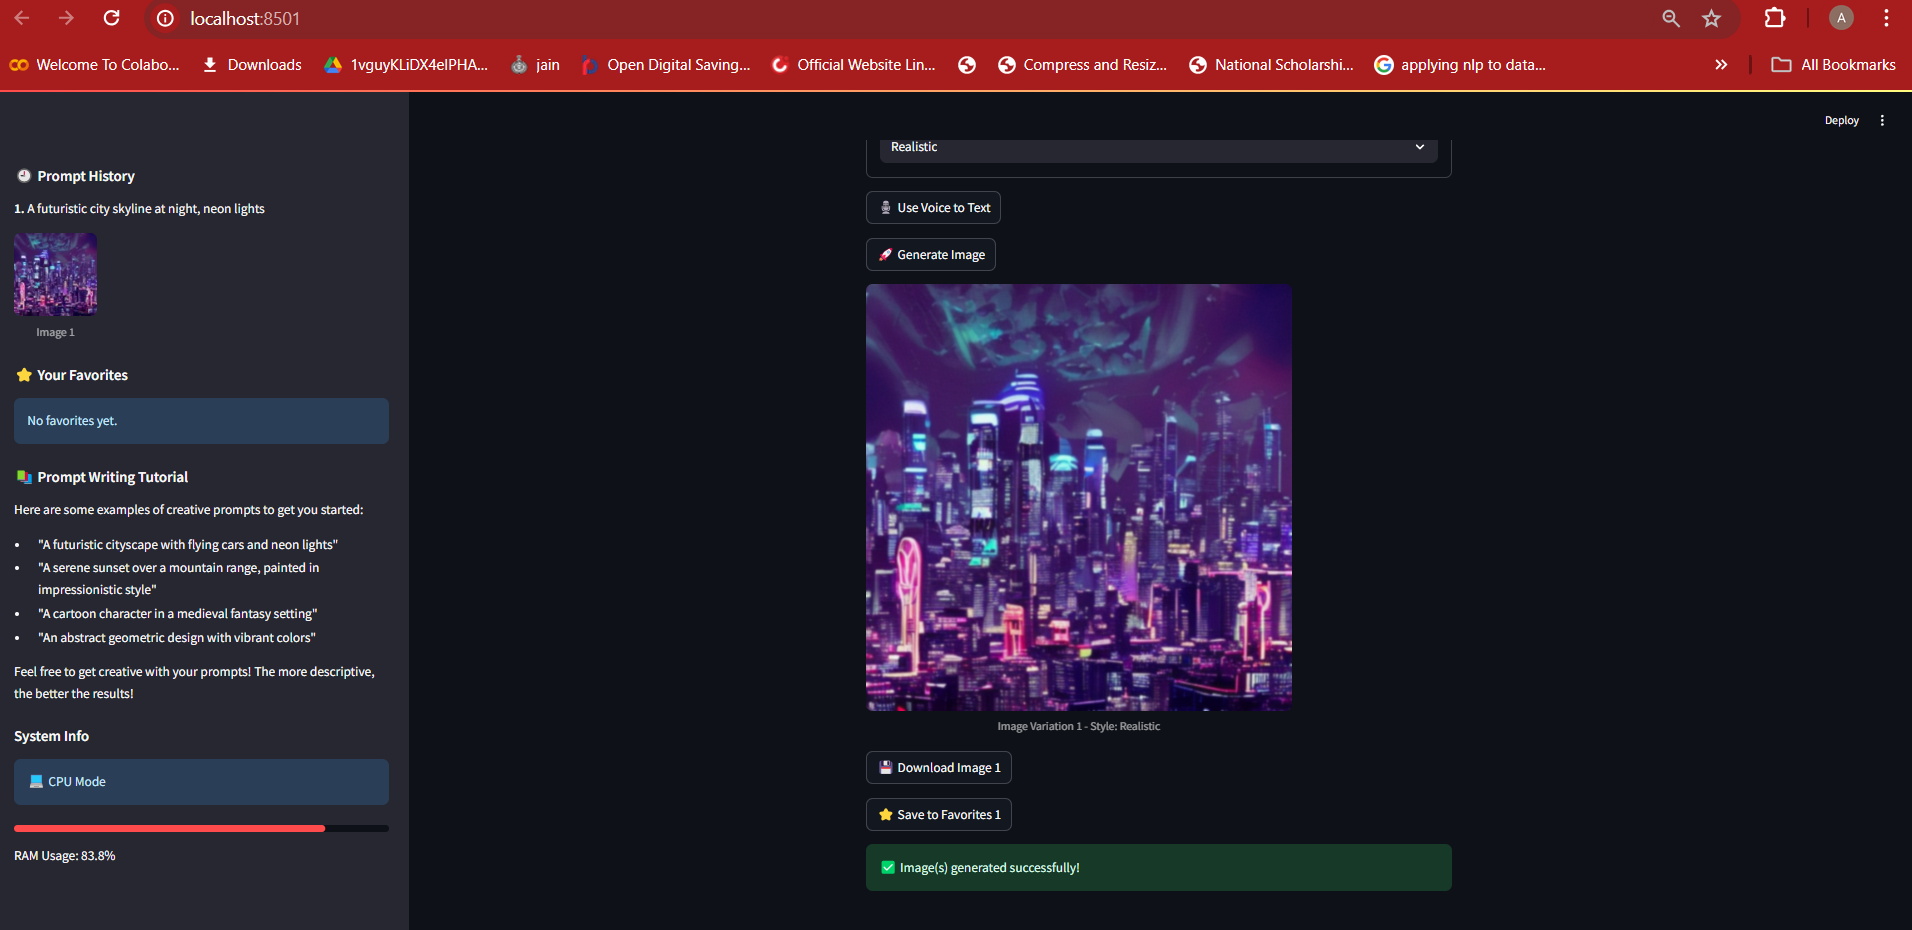 localhost:8501
A
Welcome To Colabo...
Downloads
1vguyKLiDX4elPHA...
jain
Open Digital Saving...
Official Website Lin...
Compress and Resiz...
National Scholarshi...
applying nlp to data...
All Bookmarks
Deploy
Prompt History
1. A futuristic city skyline at night, neon lights
Image 1
Your Favorites
No favorites yet.
Prompt Writing Tutorial
Here are some examples of creative prompts to get you started:
• "A futuristic cityscape with flying cars and neon lights"
• "A serene sunset over a mountain range, painted in
impressionistic style"
• "A cartoon character in a medieval fantasy setting"
• "An abstract geometric design with vibrant colors"
Feel free to get creative with your prompts! The more descriptive,
the better the results!
System Info
CPU Mode
RAM Usage: 83.8%
Realistic
Use Voice to Text
Generate Image
Image Variation 1 - Style: Realistic
Download Image 1
Save to Favorites 1
Image(s) generated successfully!